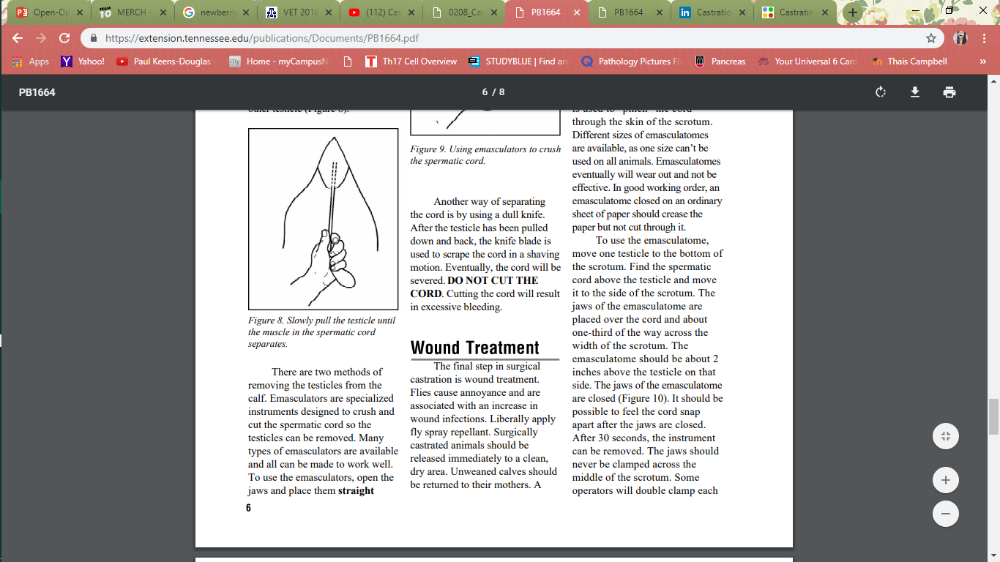 Open-Op
MERCH -
newberry
VET 2018
(112) Cas
0208_Cas
PB1664
PB1664
Castratio
Castratin
https://extension.tennessee.edu/publications/Documents/PB1664.pdf
Apps
Yahoo!
Paul Keens-Douglas
Home - myCampusN
Th17 Cell Overview
STUDYBLUE | Find an
Pathology Pictures Fl
Pancreas
Your Universal 6 Card
Thais Campbell
»
PB1664
6 / 8
other testicle (Figure 8).
Figure 8. Slowly pull the testicle until
the muscle in the spermatic cord
separates.
There are two methods of
removing the testicles from the
calf. Emasculators are specialized
instruments designed to crush and
cut the spermatic cord so the
testicles can be removed. Many
types of emasculators are available
and all can be made to work well.
To use the emasculators, open the
jaws and place them straight
6
Figure 9. Using emasculators to crush
the spermatic cord.
Another way of separating
the cord is by using a dull knife.
After the testicle has been pulled
down and back, the knife blade is
used to scrape the cord in a shaving
motion. Eventually, the cord will be
severed. DO NOT CUT THE
CORD. Cutting the cord will result
in excessive bleeding.
Wound Treatment
The final step in surgical
castration is wound treatment.
Flies cause annoyance and are
associated with an increase in
wound infections. Liberally apply
fly spray repellant. Surgically
castrated animals should be
released immediately to a clean,
dry area. Unweaned calves should
be returned to their mothers. A
is used to "pinch" the cord
through the skin of the scrotum.
Different sizes of emasculatomes
are available, as one size can't be
used on all animals. Emasculatomes
eventually will wear out and not be
effective. In good working order, an
emasculatome closed on an ordinary
sheet of paper should crease the
paper but not cut through it.
To use the emasculatome,
move one testicle to the bottom of
the scrotum. Find the spermatic
cord above the testicle and move
it to the side of the scrotum. The
jaws of the emasculatome are
placed over the cord and about
one-third of the way across the
width of the scrotum. The
emasculatome should be about 2
inches above the testicle on that
side. The jaws of the emasculatome
are closed (Figure 10). It should be
possible to feel the cord snap
apart after the jaws are closed.
After 30 seconds, the instrument
can be removed. The jaws should
never be clamped across the
middle of the scrotum. Some
operators will double clamp each